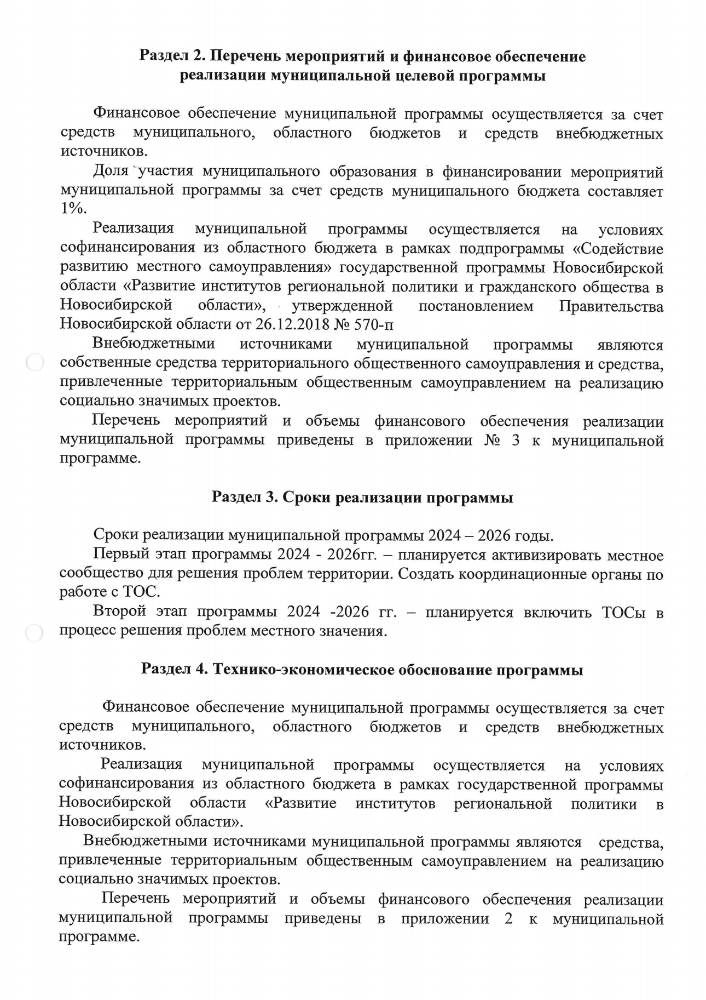 Раздел 2. Перечень мероприятий и финансовое обеспечение
реализации муниципальной целевой программы
Финансовое обеспечение муниципальной программы осуществляется за счет
средств муниципального, областного бюджетов и средств внебюджетных
источников.
Доля участия муниципального образования в финансировании мероприятий
муниципальной программы за счет средств муниципального бюджета составляет
1%.
Реализация муниципальной программы осуществляется на условиях
софинансирования из областного бюджета в рамках подпрограммы «Содействие
развитию местного самоуправления» государственной программы Новосибирской
области «Развитие институтов региональной политики и гражданского общества в
Новосибирской области», утвержденной постановлением Правительства
Новосибирской области от 26.12.2018 № 570-п
Внебюджетными источниками муниципальной программы являются
собственные средства территориального общественного самоуправления и средства,
привлеченные территориальным общественным самоуправлением на реализацию
социально значимых проектов.
Перечень мероприятий и объемы финансового обеспечения реализации
муниципальной программы приведены в приложении № 3 к муниципальной
программе.
Раздел 3. Сроки реализации программы
Сроки реализации муниципальной программы 2024 – 2026 годы.
Первый этап программы 2024 - 2026гг. – планируется активизировать местное
сообщество для решения проблем территории. Создать координационные органы по
работе с ТОС.
Второй этап программы 2024 -2026 гг. – планируется включить ТОСы в
процесс решения проблем местного значения.
Раздел 4. Технико-экономическое обоснование программы
Финансовое обеспечение муниципальной программы осуществляется за счет
средств муниципального, областного бюджетов и средств внебюджетных
источников.
Реализация муниципальной программы осуществляется на условиях
софинансирования из областного бюджета в рамках государственной программы
Новосибирской области «Развитие институтов региональной политики в
Новосибирской области».
Внебюджетными источниками муниципальной программы являются средства,
привлеченные территориальным общественным самоуправлением на реализацию
социально значимых проектов.
Перечень мероприятий и объемы финансового обеспечения реализации
муниципальной программы приведены в приложении 2 к муниципальной
программе.